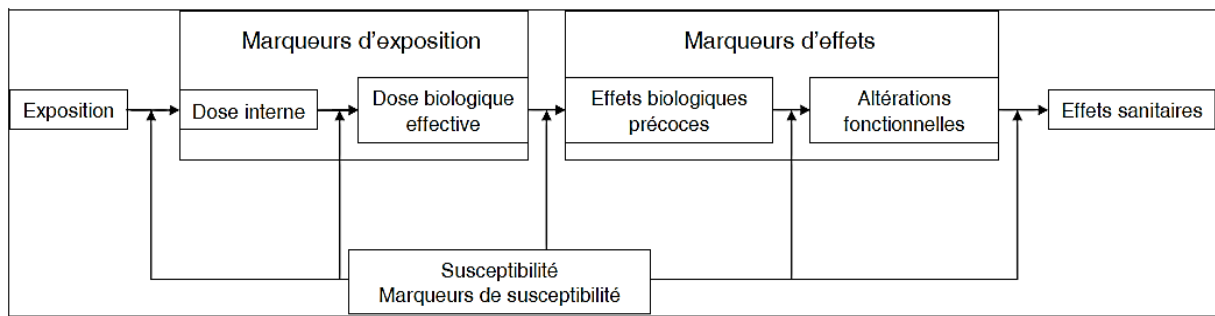 Marqueurs d'exposition
Marqueurs d'effets
Exposition
Dose interne
Dose biologique
effective
Effets biologiques
précoces
Altérations
fonctionnelles
Effets sanitaires
Susceptibilité
Marqueurs de susceptibilité